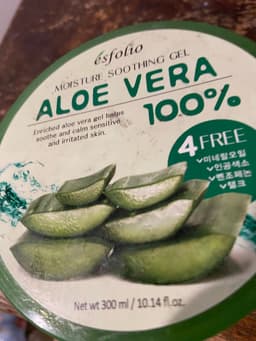 esfolio
MOISTURE SOOTHING GEL
ALOE VERA
100%
Enriched aloe vera gel helps
soothe and calm sensitive
and irritated skin.
4 FREE
✓미네랄오일
✓인공색소
✓벤조페논
✓탤크
Net wt 300 ml / 10.14 fl.oz.